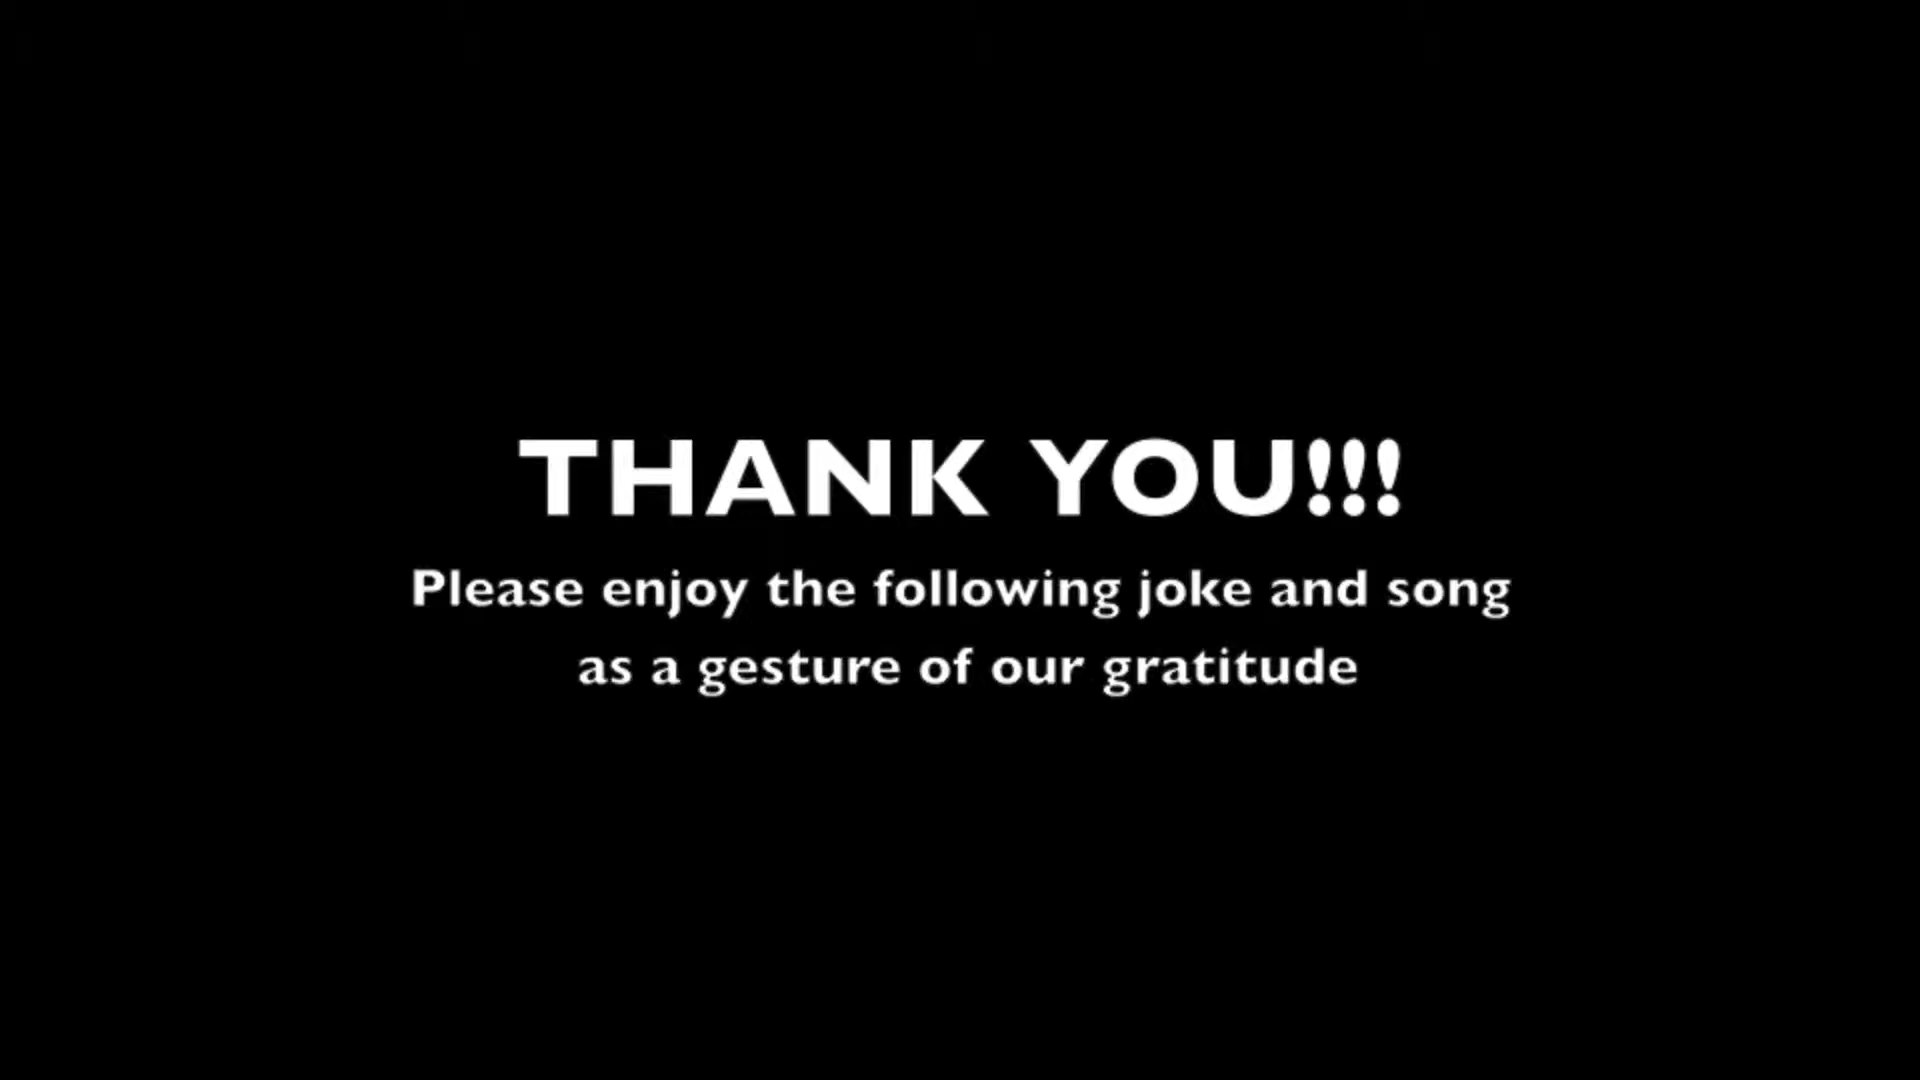 THANK YOU!!!
Please enjoy the following joke and song
as a gesture of our gratitude